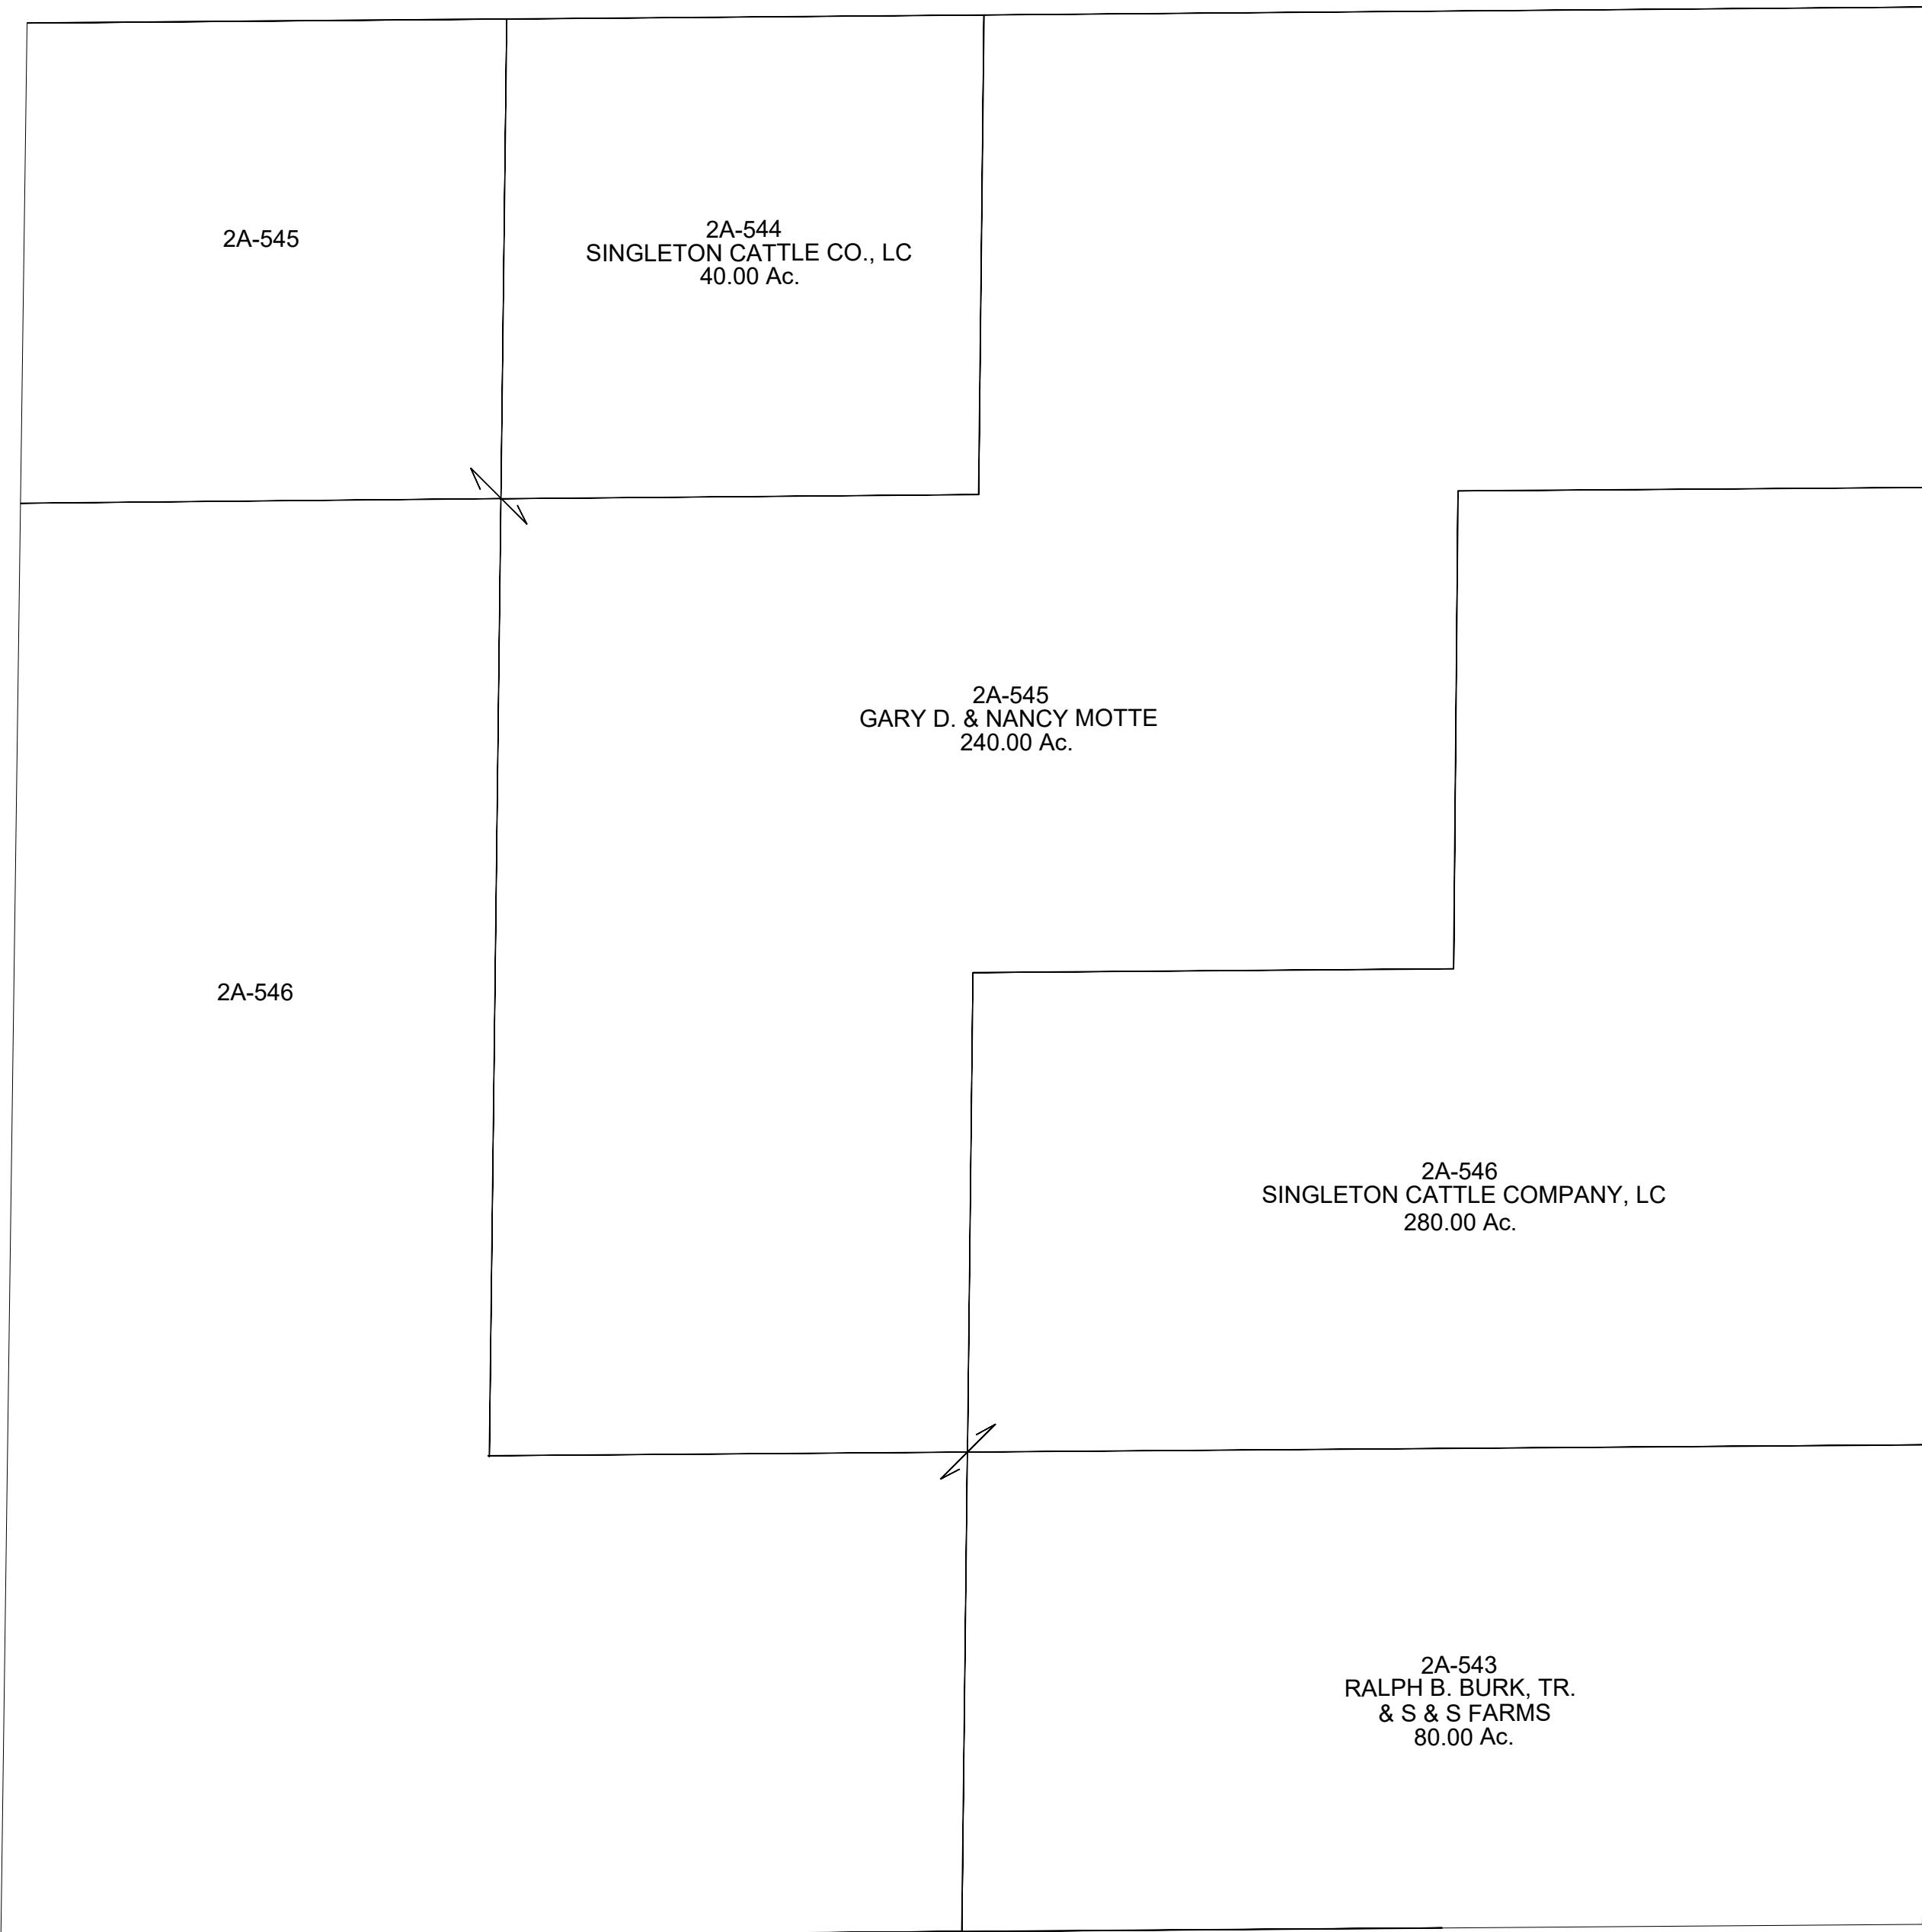 2A-545
2A-544
SINGLETON CATTLE CO., LC
40.00 Ac.
2A-545
GARY D. & NANCY MOTTE
240.00 Ac.
2A-546
2A-546
SINGLETON CATTLE COMPANY, LC
280.00 Ac.
2A-543
RALPH B. BURK, TR.
& S & S FARMS
80.00 Ac.